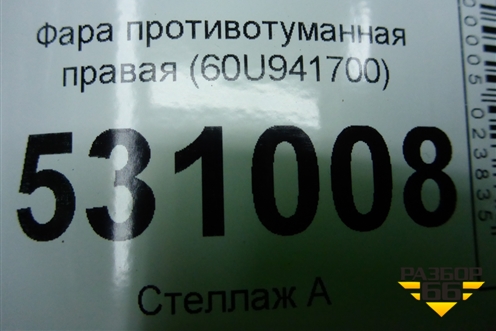 Фара противотуманная
правая (60U941700)
531008
Стеллаж А
РАЗБОР
66